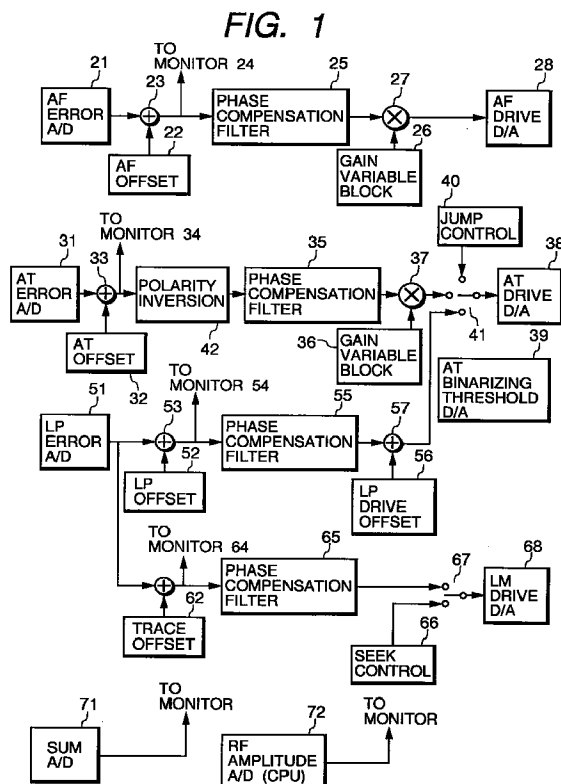 FIG. 1
21
TO MONITOR 24
23
25
27
28
AF ERROR A/D
PHASE COMPENSATION FILTER
AF DRIVE D/A
22
26
AF OFFSET
GAIN VARIABLE BLOCK
40
JUMP CONTROL
31
TO MONITOR 34
33
35
37
38
AT ERROR A/D
POLARITY INVERSION
PHASE COMPENSATION FILTER
AT DRIVE D/A
42
41
AT OFFSET
32
36
GAIN VARIABLE BLOCK
39
AT BINARIZING THRESHOLD D/A
51
TO MONITOR 54
53
55
57
LP ERROR A/D
PHASE COMPENSATION FILTER
52
56
LP OFFSET
LP DRIVE OFFSET
TO MONITOR 64
65
67
68
PHASE COMPENSATION FILTER
LM DRIVE D/A
62
TRACE OFFSET
66
SEEK CONTROL
71
TO MONITOR
72
TO MONITOR
SUM A/D
RF AMPLITUDE A/D (CPU)